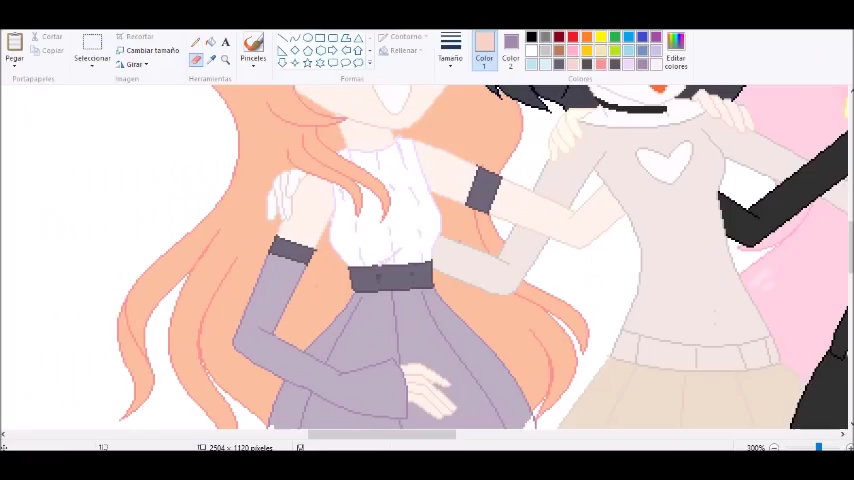 Pegar
Cortar
Copiar
Portapapeles
Seleccionar
Recortar
Cambiar tamaño
Girar
Imagen
A
Herramientas
Pinceles
Contorno
Rellenar
Formas
Tamaño
Color
1
Color
2
Editar
colores
Colores
2504 × 1120 píxeles
300%